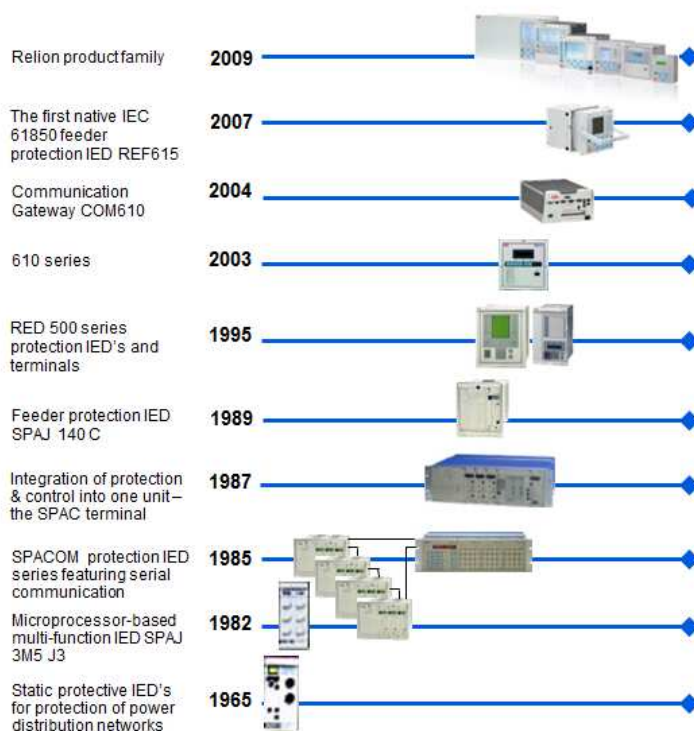 Relion product family
2009
The first native IEC
61850 feeder
protection IED REF615
2007
Communication
Gateway COM610
2004
610 series
2003
RED 500 series
protection IED's and
terminals
1995
Feeder protection IED
SPAJ 140 C
1989
Integration of protection
& control into one unit –
the SPAC terminal
1987
SPACOM protection IED
series featuring serial
communication
1985
Microprocessor-based
multi-function IED SPAJ
3M5 J3
1982
Static protective IED's
for protection of power
distribution networks
1965